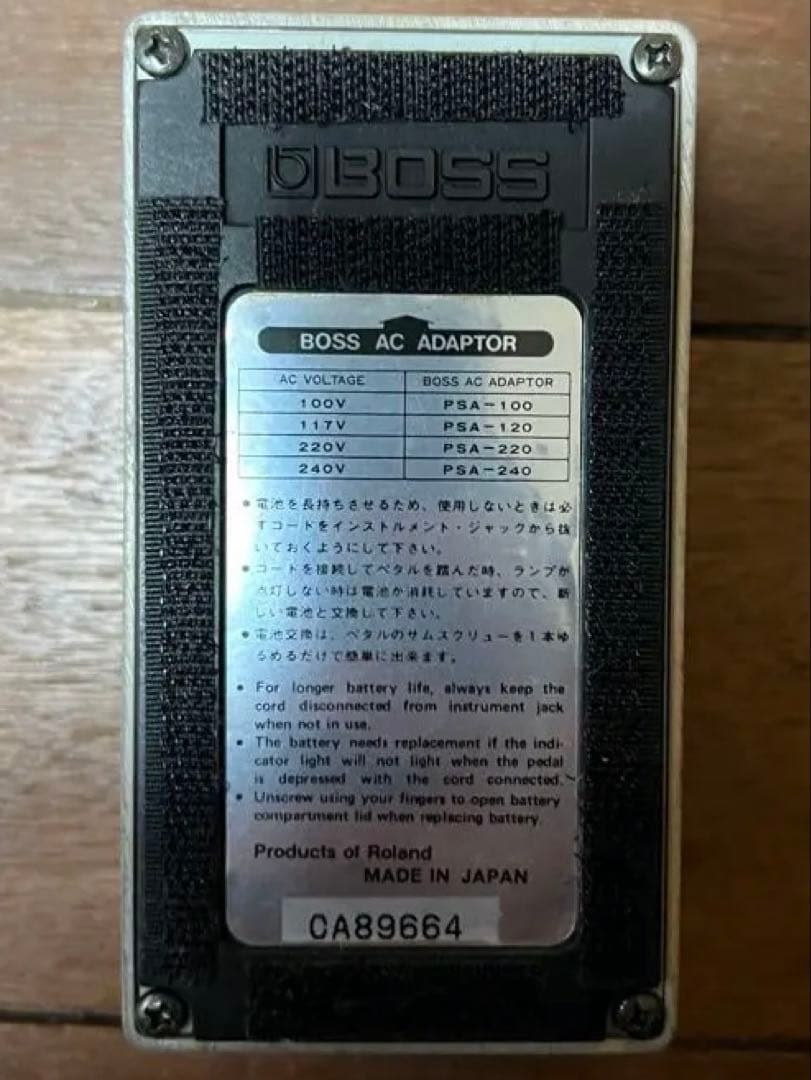 BOSS
BOSS AC ADAPTOR
AC VOLTAGE BOSS AC ADAPTOR
100V PSA-100
117V PSA-120
220V PSA-220
240V PSA-240
• 電池を長持ちさせるため、使用しないときは必
ずコードをインストルメント・ジャックから抜
いておくようにして下さい。
• コードを接続してペダルを踏んだ時、ランプが
点灯しない時は電池が消耗していますので、新
しい電池と交換して下さい。
• 電池交換は、ペダルのサムスクリューを1本ゆ
るめるだけで簡単に出来ます。
• For longer battery life, always keep the
cord disconnected from instrument jack
when not in use.
• The battery needs replacement if the indi-
cator light will not light when the pedal
is depressed with the cord connected.
• Unscrew using your fingers to open battery
compartment lid when replacing battery.
Products of Roland
MADE IN JAPAN
CA89664